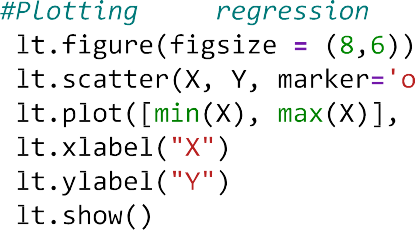 #Plotting regression
lt.figure(figsize = (8,6))
lt.scatter(X, Y, marker='o
lt.plot([min(X), max(X)],
lt.xlabel("X")
lt.ylabel("Y")
lt.show()